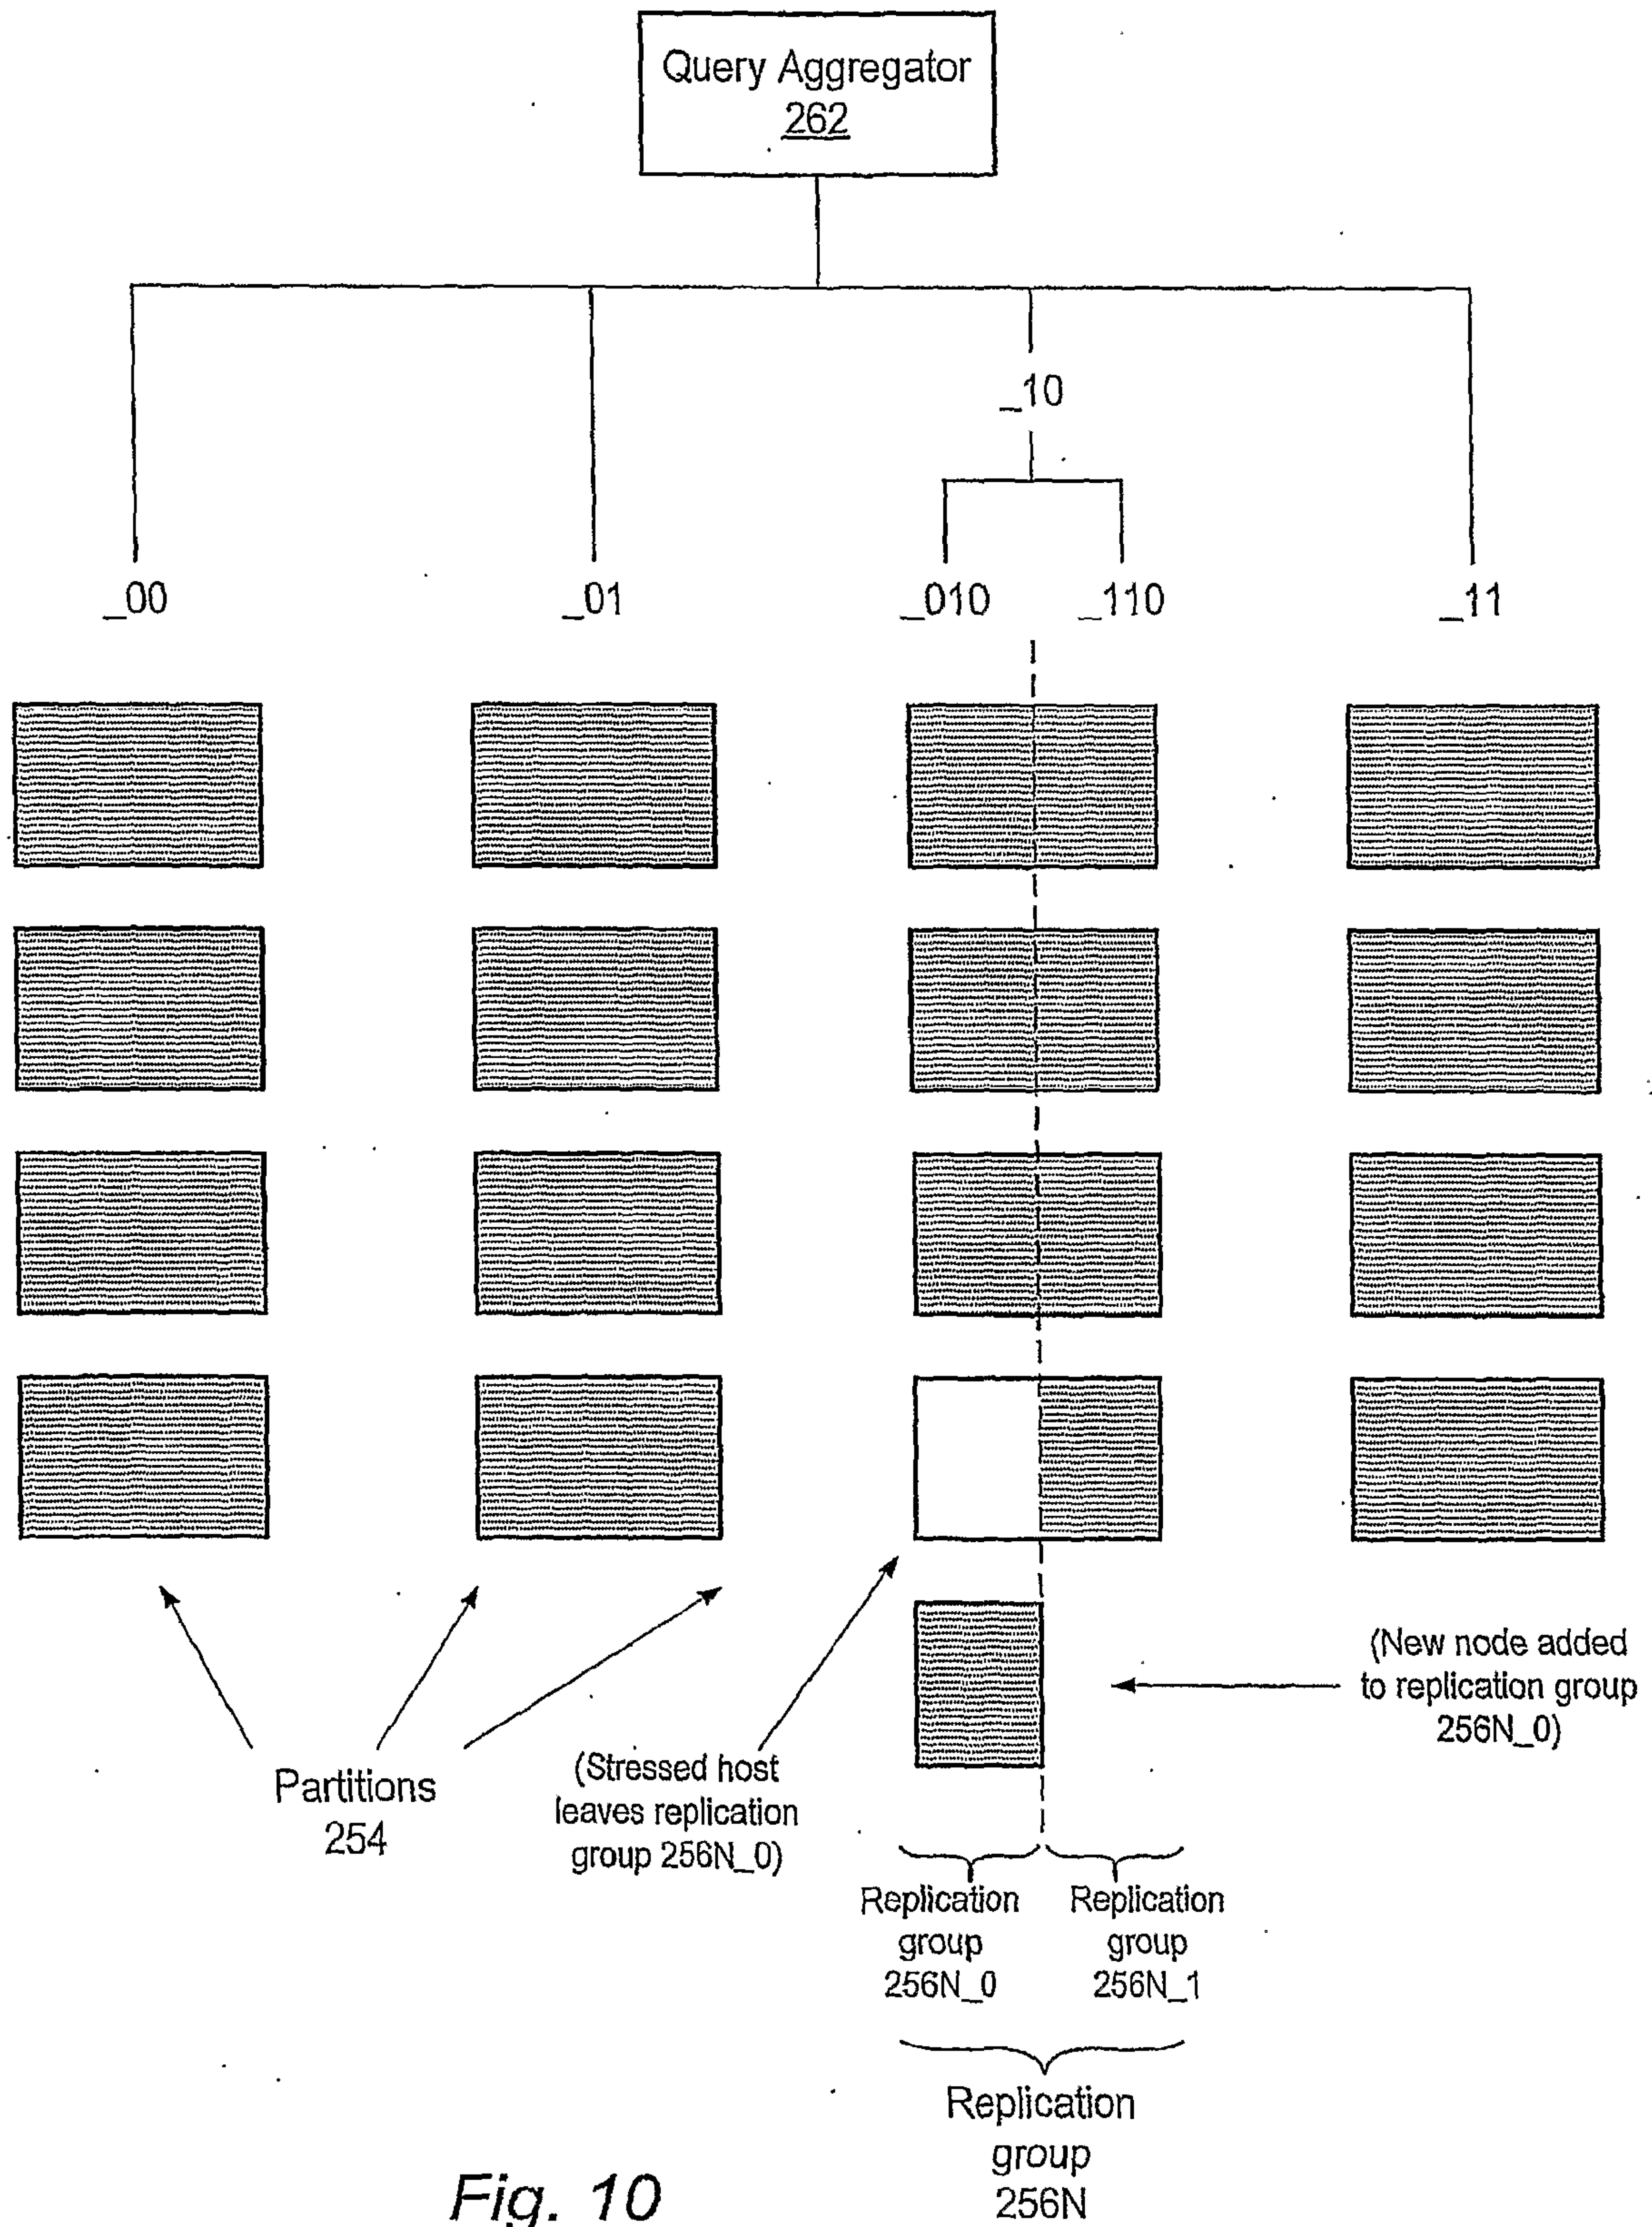 Query Aggregator
262
_10
_00
_01
_010
_110
_11
(New node added
to replication group
256N_0)
Partitions
254
(Stressed host
leaves replication
group 256N_0)
Replication
group
256N_0
Replication
group
256N_1
Replication
group
256N
Fig. 10